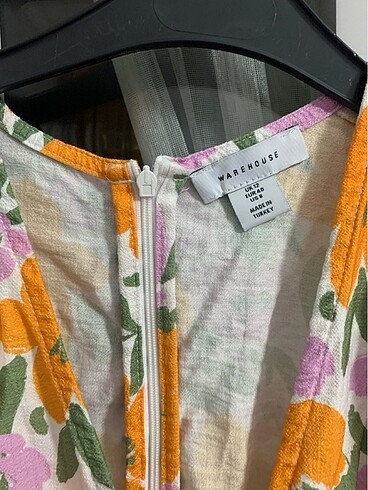 WAREHOUSE
UK 12
EUR 40
US 8
MADE IN
TURKEY